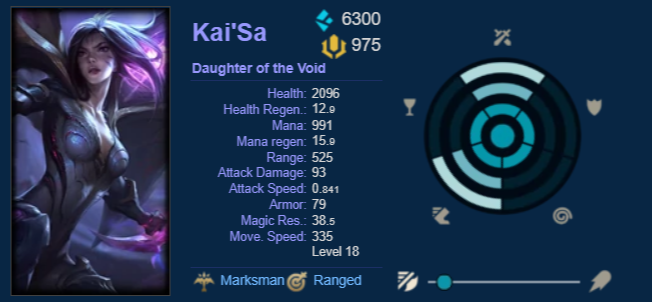 Kai'Sa
6300
975
Daughter of the Void
Health: 2096
Health Regen.: 12.9
Mana: 991
Mana regen: 15.9
Range: 525
Attack Damage: 93
Attack Speed: 0.841
Armor: 79
Magic Res.: 38.5
Move. Speed: 335
Level 18
Marksman Ranged